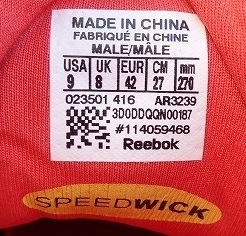 MADE IN CHINA
FABRIQUÉ EN CHINE
MALE/MÂLE
USA UK EUR CM mm
9 8 42 27 270
023501 416 AR3239
3D0DDQQN00187
#114059468
Reebok
SPEEDWICK